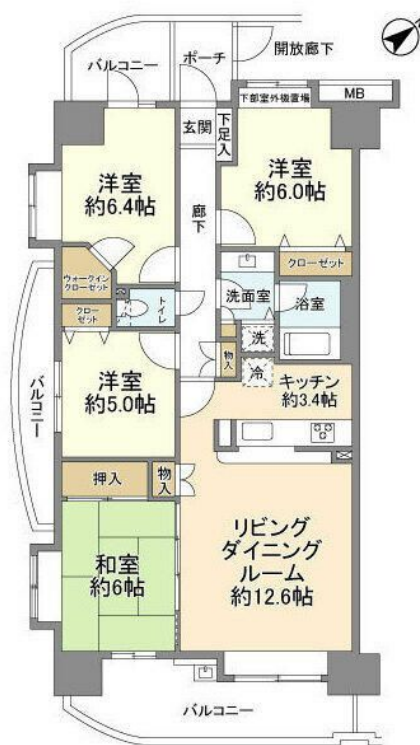 バルコニー
ポーチ
開放廊下
下部室外機置場
MB
玄関
下足入
洋室
約6.4帖
洋室
約6.0帖
廊下
ウォークイン
クローゼット
クロー
ゼット
トイレ
洗面室
クローゼット
浴室
洗
物入
冷
キッチン
約3.4帖
洋室
約5.0帖
バルコニー
押入
物入
和室
約6帖
リビング
ダイニング
ルーム
約12.6帖
バルコニー